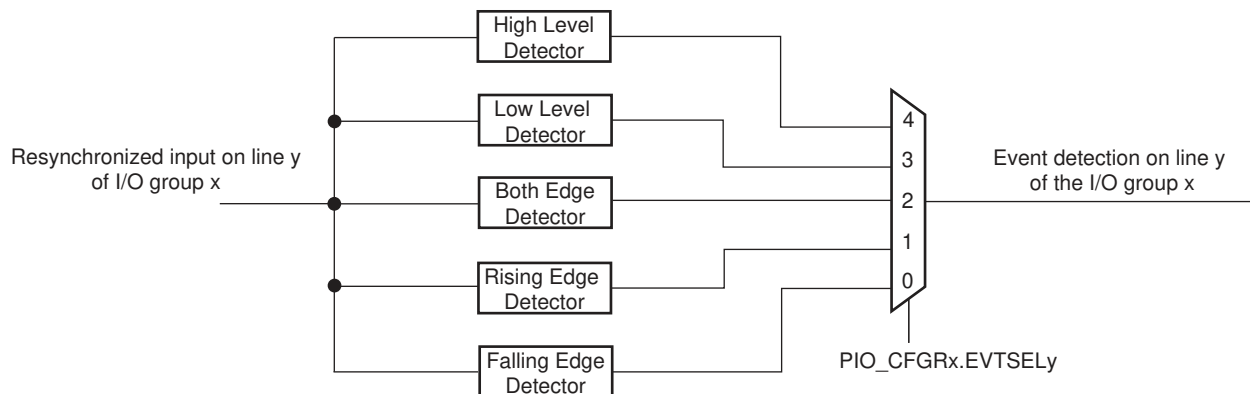 High Level
Detector
Low Level
Detector
4
Resynchronized input on line y
of I/O group x
3
Event detection on line y
of the I/O group x
Both Edge
Detector
2
1
Rising Edge
Detector
0
Falling Edge
Detector
PIO_CFGRx.EVTSELy